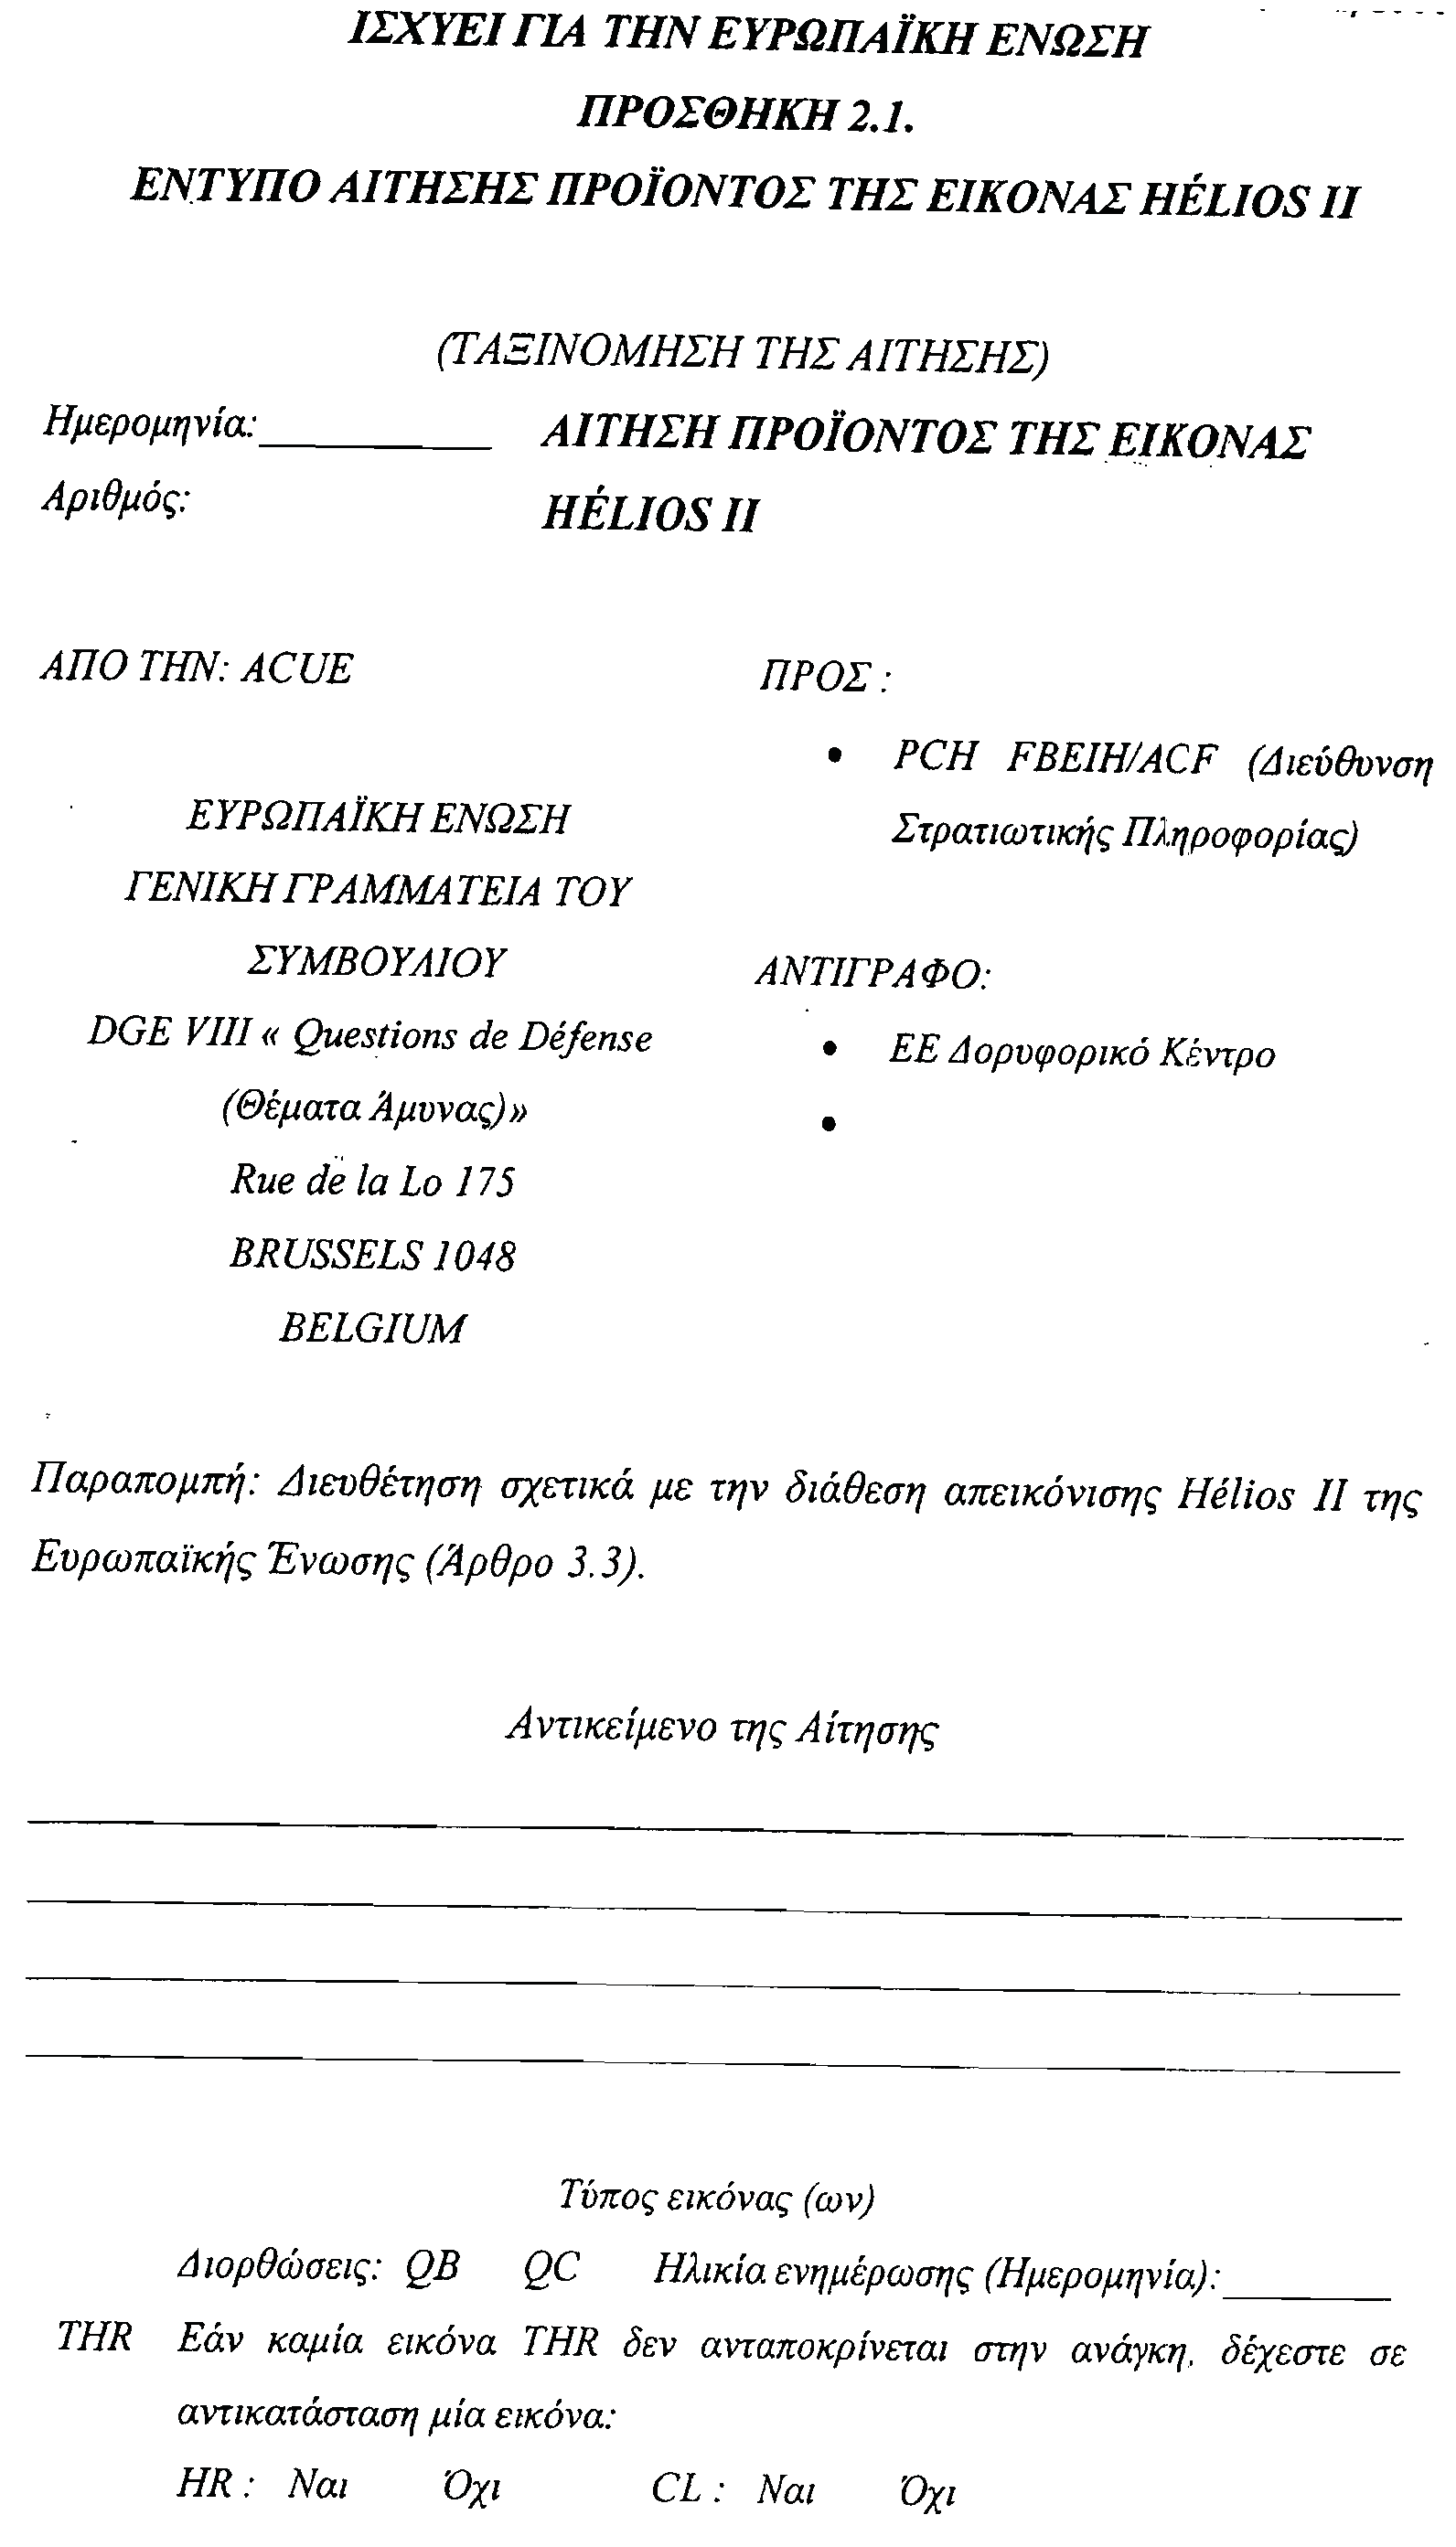 ΙΣΧΥΕΙ ΓΙΑ ΤΗΝ ΕΥΡΩΠΑΪΚΗ ΕΝΩΣΗ
ΠΡΟΣΘΗΚΗ 2.1.
ΕΝΤΥΠΟ ΑΙΤΗΣΗΣ ΠΡΟΪΟΝΤΟΣ ΤΗΣ ΕΙΚΟΝΑΣ HÉLIOS II
(ΤΑΞΙΝΟΜΗΣΗ ΤΗΣ ΑΙΤΗΣΗΣ)
Ημερομηνία:__________ ΑΙΤΗΣΗ ΠΡΟΪΟΝΤΟΣ ΤΗΣ ΕΙΚΟΝΑΣ
Αριθμός: HÉLIOS II
ΑΠΟ ΤΗΝ: ACUE
ΕΥΡΩΠΑΪΚΗ ΕΝΩΣΗ
ΓΕΝΙΚΗ ΓΡΑΜΜΑΤΕΙΑ ΤΟΥ
ΣΥΜΒΟΥΛΙΟΥ
DGE VIII « Questions de Défense
(Θέματα Άμυνας)»
Rue de la Lo 175
BRUSSELS 1048
BELGIUM
ΠΡΟΣ :
• PCH FBEIH/ACF (Διεύθυνση
Στρατιωτικής Πληροφορίας)
ΑΝΤΙΓΡΑΦΟ:
• ΕΕ Δορυφορικό Κέντρο
•
Παραπομπή: Διευθέτηση σχετικά με την διάθεση απεικόνισης Hélios II της
Ευρωπαϊκής Ένωσης (Άρθρο 3.3).
Αντικείμενο της Αίτησης
Τύπος εικόνας (ων)
Διορθώσεις: QB QC Ηλικία ενημέρωσης (Ημερομηνία):_______
THR Εάν καμία εικόνα THR δεν ανταποκρίνεται στην ανάγκη, δέχεστε σε
αντικατάσταση μία εικόνα:
HR : Ναι Όχι CL : Ναι Όχι